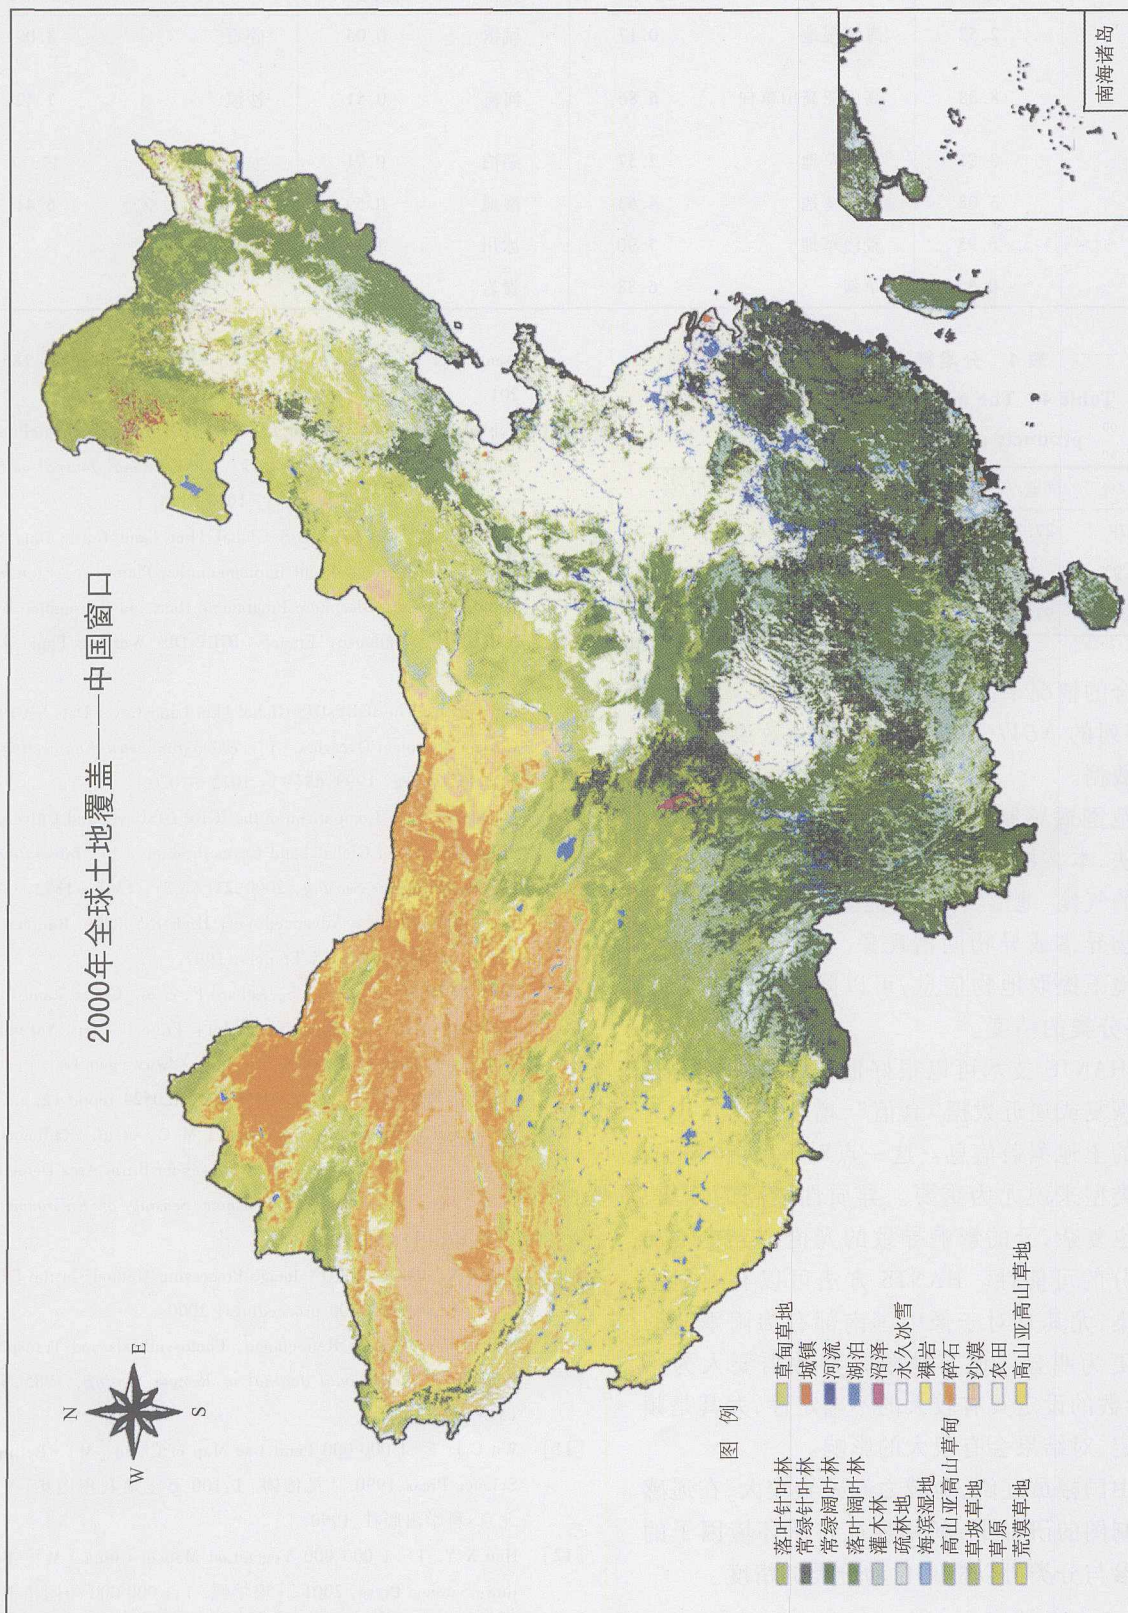 2000年全球土地覆盖——中国窗口
N
W
E
S
南海诸岛
图 例
落叶针叶林
常绿针叶林
常绿阔叶林
落叶阔叶林
灌木林
疏林地
海滨湿地
高山亚高山草甸
草坡草地
草原
荒漠草地
草甸草地
城镇
河流
湖泊
沼泽
永久冰雪
裸岩
碎石
沙漠
农田
高山亚高山草地